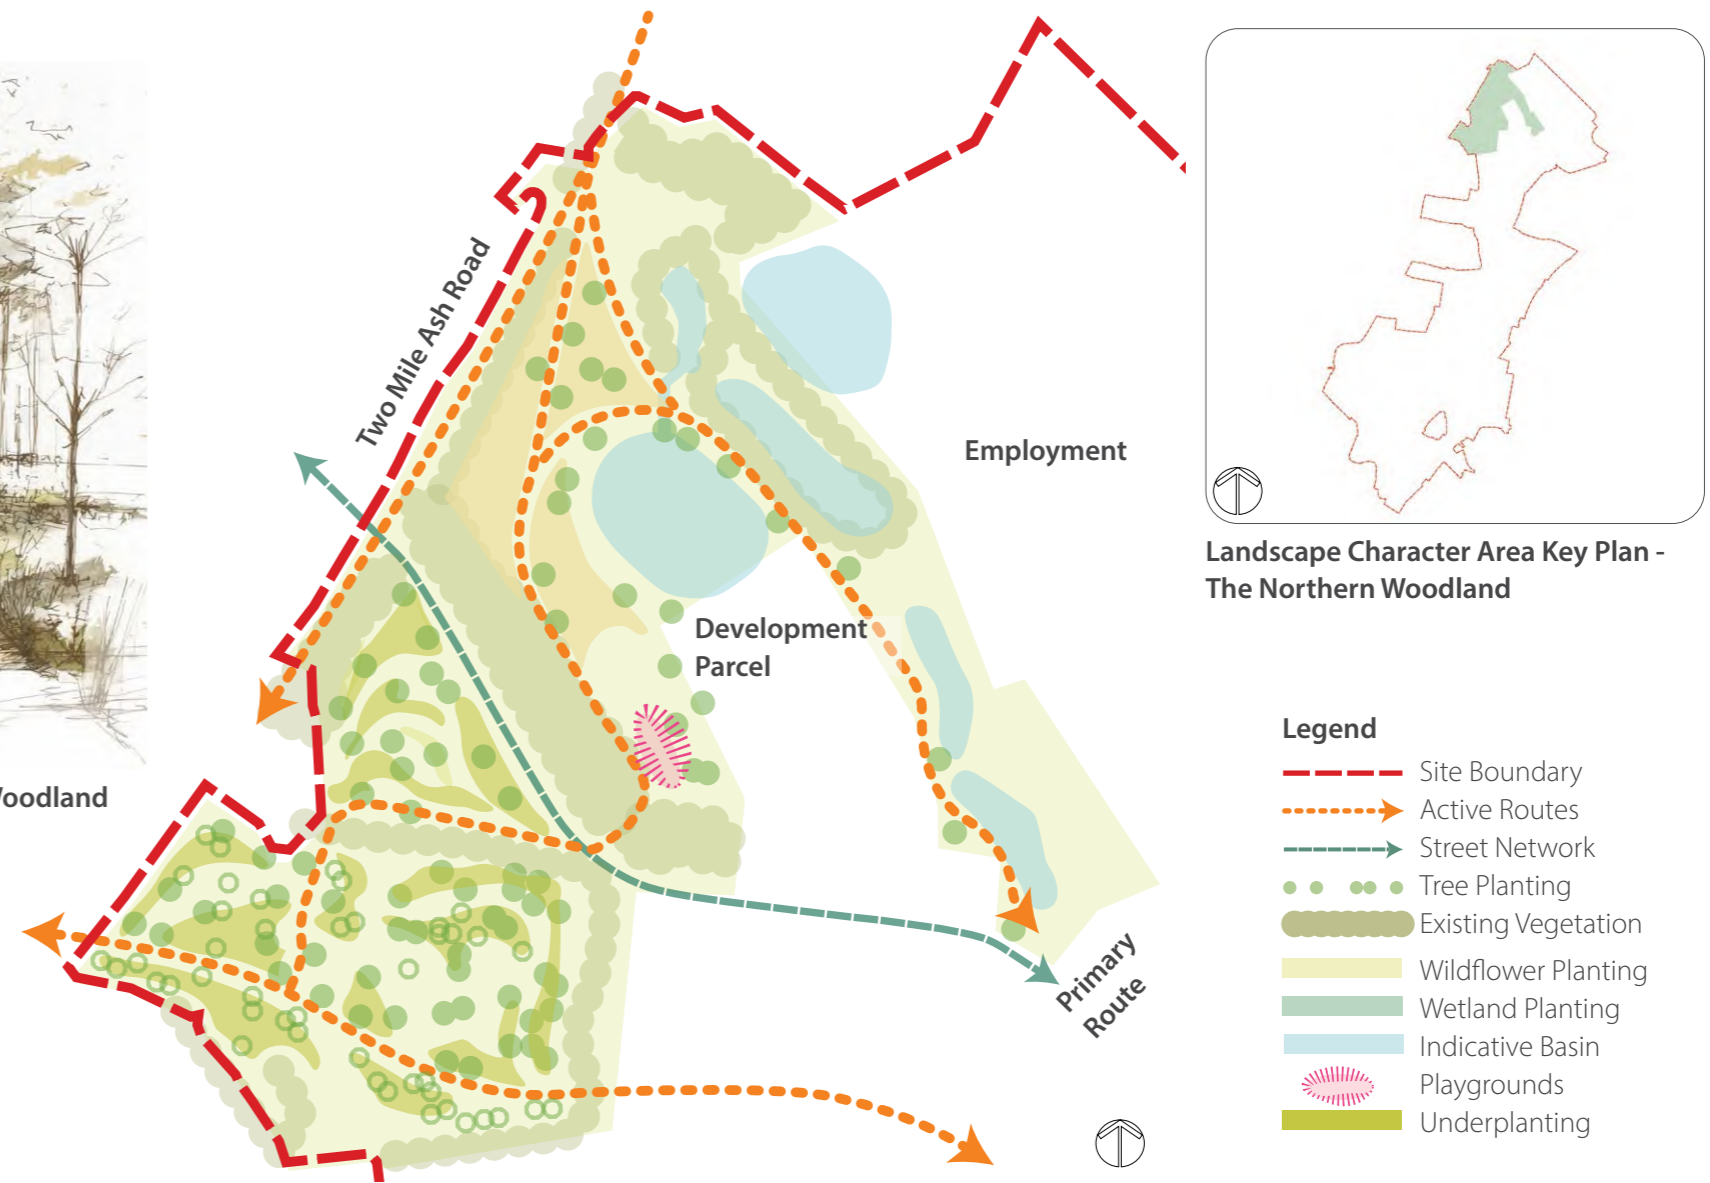 Two Mile Ash Road
Employment
Development
Parcel
Primary
Route
oodland
Landscape Character Area Key Plan -
The Northern Woodland
Legend
Site Boundary
Active Routes
Street Network
Tree Planting
Existing Vegetation
Wildflower Planting
Wetland Planting
Indicative Basin
Playgrounds
Underplanting